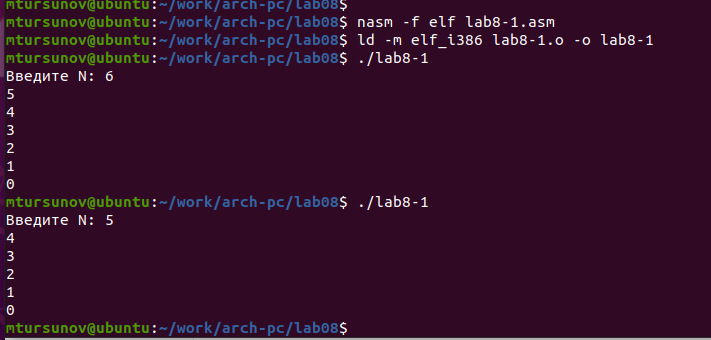 mtursunov@ubuntu:~/work/arch-pc/lab08$
mtursunov@ubuntu:~/work/arch-pc/lab08$ nasm -f elf lab8-1.asm
mtursunov@ubuntu:~/work/arch-pc/lab08$ ld -m elf_i386 lab8-1.o -o lab8-1
mtursunov@ubuntu:~/work/arch-pc/lab08$ ./lab8-1
Введите N: 6
5
4
3
2
1
0
mtursunov@ubuntu:~/work/arch-pc/lab08$ ./lab8-1
Введите N: 5
4
3
2
1
0
mtursunov@ubuntu:~/work/arch-pc/lab08$